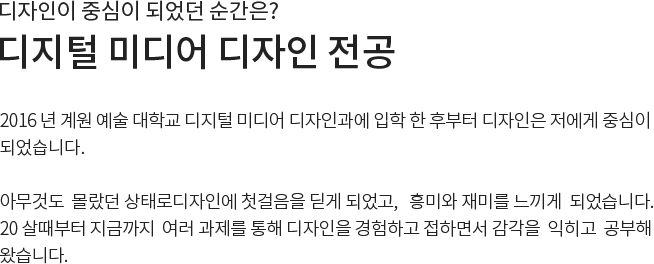 디자인이 중심이 되었던 순간은?
디지털 미디어 디자인 전공
2016 년 계원 예술 대학교 디지털 미디어 디자인과에 입학 한 후부터 디자인은 저에게 중심이
되었습니다.
아무것도 몰랐던 상태로디자인에 첫걸음을 딛게 되었고, 흥미와 재미를 느끼게 되었습니다.
20 살때부터 지금까지 여러 과제를 통해 디자인을 경험하고 접하면서 감각을 익히고 공부해
왔습니다.